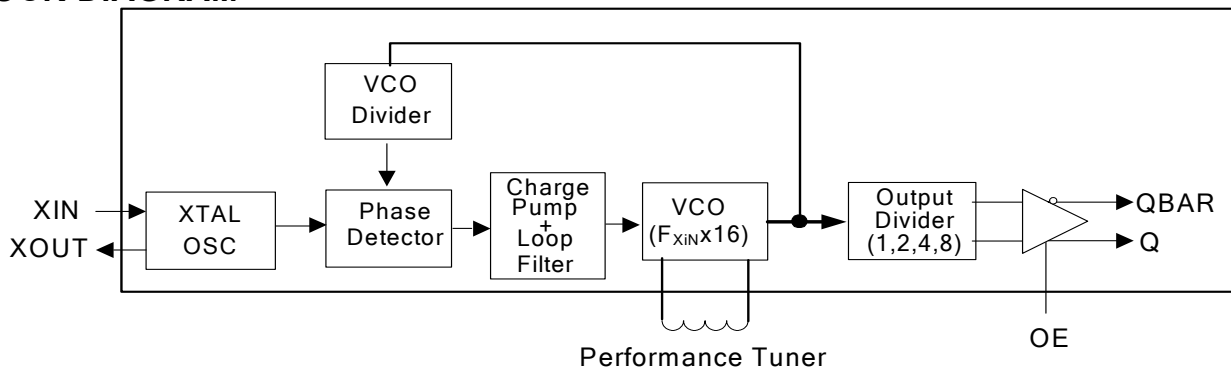 VCO
Divider
XIN
XOUT
XTAL
OSC
Phase
Detector
Charge
Pump
+
Loop
Filter
VCO
(FXiNx16)
Output
Divider
(1,2,4,8)
QBAR
Q
OE
Performance Tuner